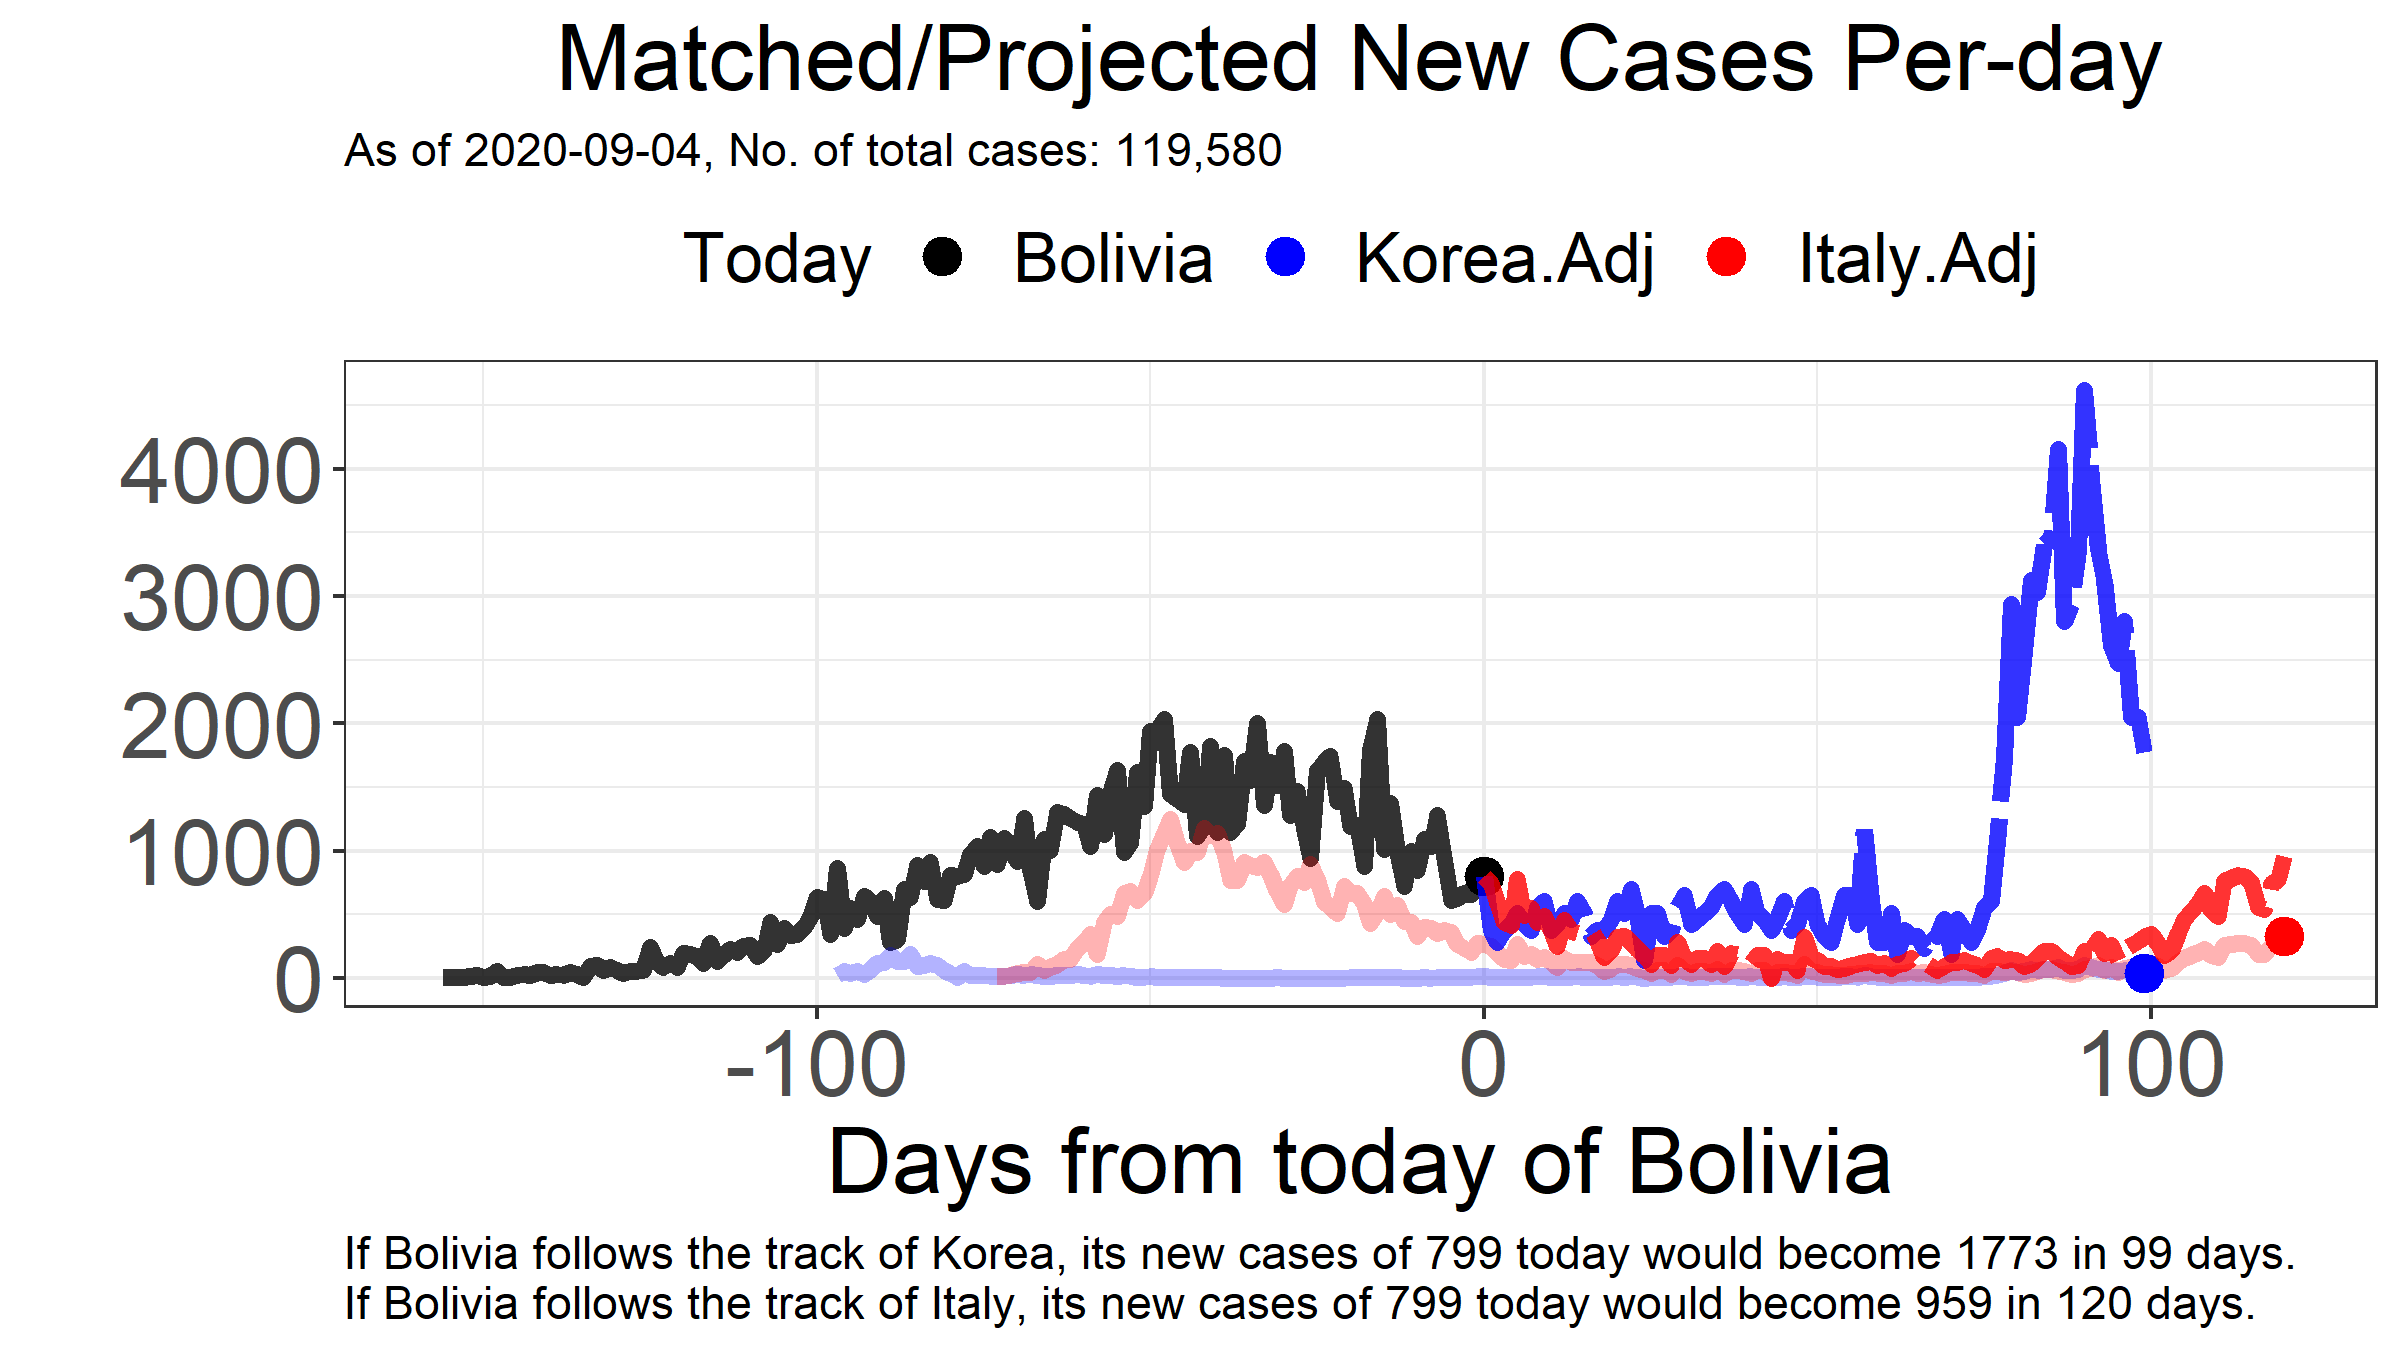 Matched/Projected New Cases Per-day
As of 2020-09-04, No. of total cases: 119,580
Today Bolivia Korea.Adj Italy.Adj
4000
3000
2000
1000
0
-100 0 100
Days from today of Bolivia
If Bolivia follows the track of Korea, its new cases of 799 today would become 1773 in 99 days.
If Bolivia follows the track of Italy, its new cases of 799 today would become 959 in 120 days.